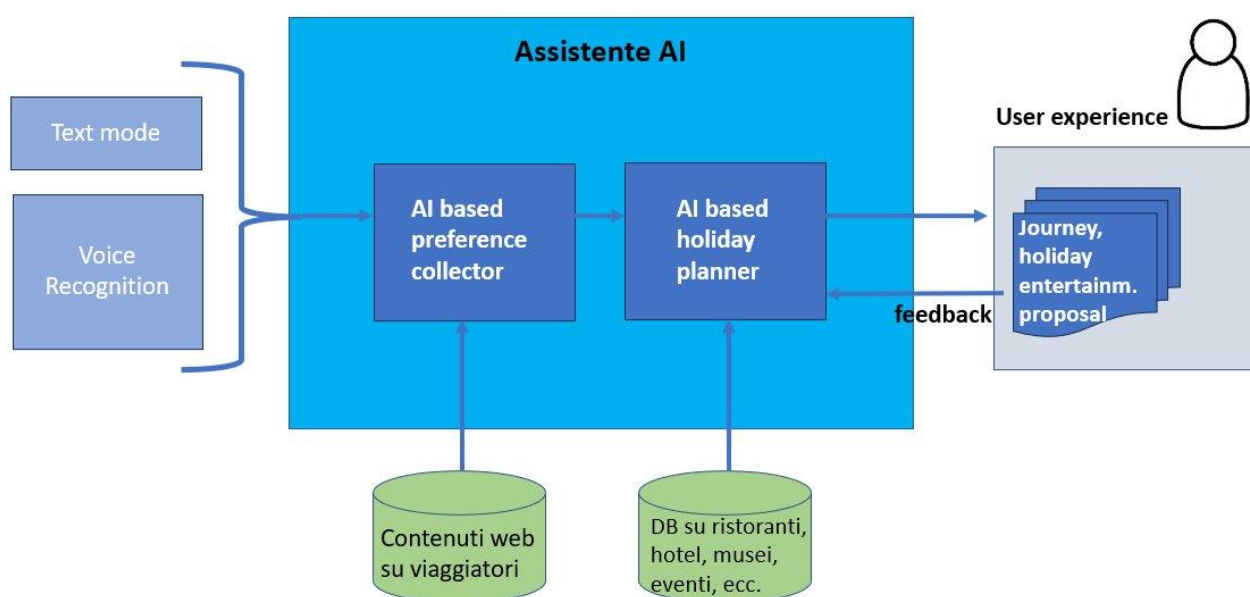 Assistente AI
Text mode
Voice
Recognition
AI based
preference
collector
AI based
holiday
planner
User experience
Journey,
holiday
entertainm.
proposal
feedback
Contenuti web
su viaggiatori
DB su ristoranti,
hotel, musei,
eventi, ecc.